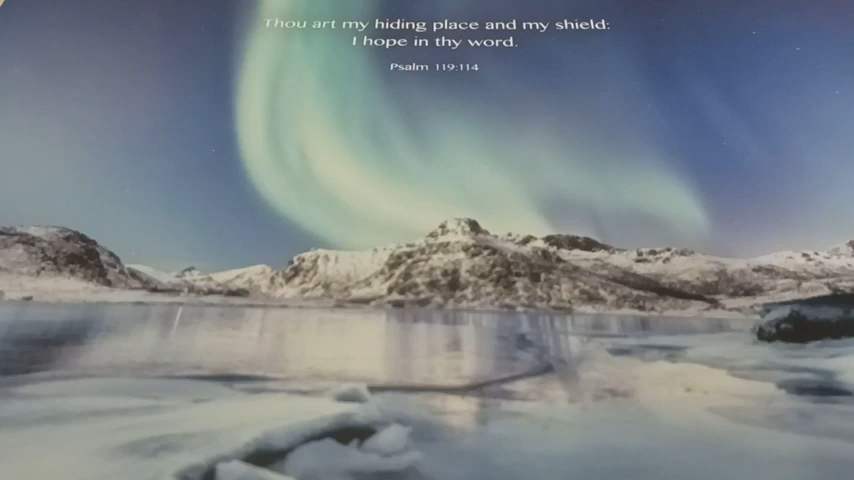 Thou art my hiding place and my shield:
I hope in thy word.
Psalm 119:114